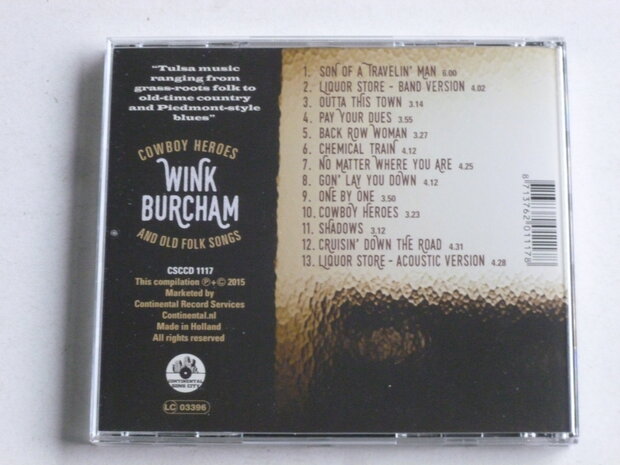 "Tulsa music
ranging from
grass-roots folk to
old-time country
and Piedmont-style
blues"
COWBOY HEROES
WINK
BURCHAM
AND OLD FOLK SONGS
CSCCD 1117
This compilation ℗+© 2015
Marketed by
Continental Record Services
Continental.nl
Made in Holland
All rights reserved
CONTINENTAL
SONG CITY
LC 03396
1. SON OF A TRAVELIN' MAN 6.00
2. LIQUOR STORE - BAND VERSION 4.02
3. OUTTA THIS TOWN 3.14
4. PAY YOUR DUES 3.55
5. BACK ROW WOMAN 3.27
6. CHEMICAL TRAIN 4.12
7. NO MATTER WHERE YOU ARE 4.25
8. GON' LAY YOU DOWN 4.12
9. ONE BY ONE 3.50
10. COWBOY HEROES 3.23
11. SHADOWS 3.12
12. CRUISIN' DOWN THE ROAD 4.31
13. LIQUOR STORE - ACOUSTIC VERSION 4.28
8713762011178